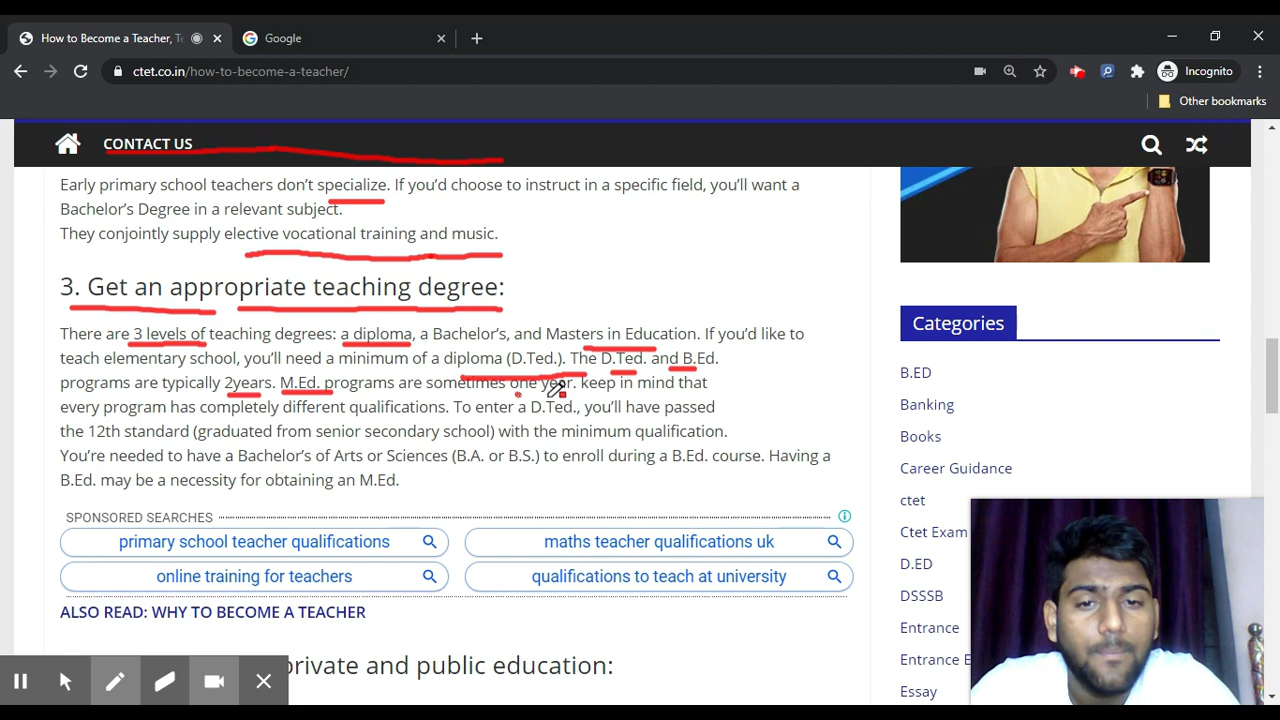 How to Become a Teacher, T
Google
ctet.co.in/how-to-become-a-teacher/
Incognito
Other bookmarks
CONTACT US
Early primary school teachers don't specialize. If you'd choose to instruct in a specific field, you'll want a
Bachelor's Degree in a relevant subject.
They conjointly supply elective vocational training and music.
3. Get an appropriate teaching degree:
There are 3 levels of teaching degrees: a diploma, a Bachelor's, and Masters in Education. If you'd like to
teach elementary school, you'll need a minimum of a diploma (D.Ted.). The D.Ted. and B.Ed.
programs are typically 2years. M.Ed. programs are sometimes one year. keep in mind that
every program has completely different qualifications. To enter a D.Ted., you'll have passed
the 12th standard (graduated from senior secondary school) with the minimum qualification.
You're needed to have a Bachelor's of Arts or Sciences (B.A. or B.S.) to enroll during a B.Ed. course. Having a
B.Ed. may be a necessity for obtaining an M.Ed.
SPONSORED SEARCHES
primary school teacher qualifications
maths teacher qualifications uk
online training for teachers
qualifications to teach at university
ALSO READ: WHY TO BECOME A TEACHER
private and public education:
Categories
B.ED
Banking
Books
Career Guidance
ctet
Ctet Exam
D.ED
DSSSB
Entrance
Entrance E
Essay